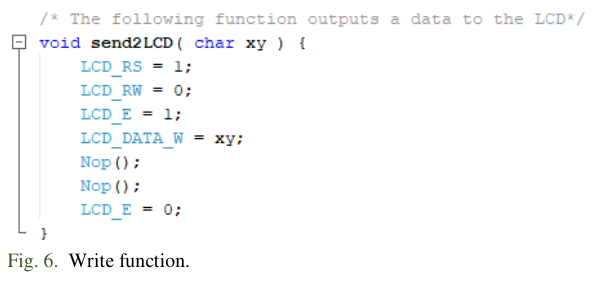 /* The following function outputs a data to the LCD*/
void send2LCD( char xy ) {
LCD_RS = 1;
LCD_RW = 0;
LCD_E = 1;
LCD_DATA_W = xy;
Nop();
Nop();
LCD_E = 0;
}
Fig. 6. Write function.